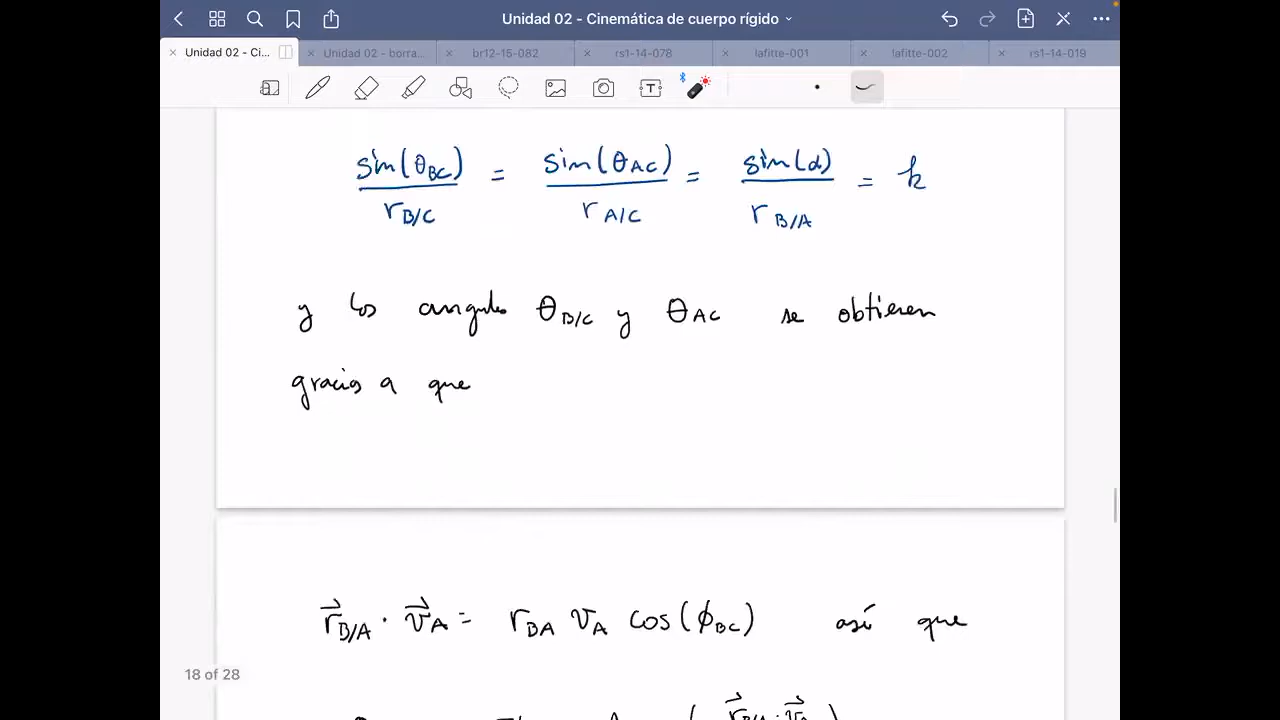 Unidad 02 - Cinemática de cuerpo rígido
Unidad 02 - Ci...
Unidad 02 - borra...
br12-15-082
rs1-14-078
lafitte-001
lafitte-002
rs1-14-019
sin(θBC)/rB/C = sin(θAC)/rA/C = sin(α)/rB/A = k
y los angulos θB/C y θAC se obtienen
gracias a que
r⃗B/A · v⃗A = rBA vA cos(ϕBC) así que
18 of 28